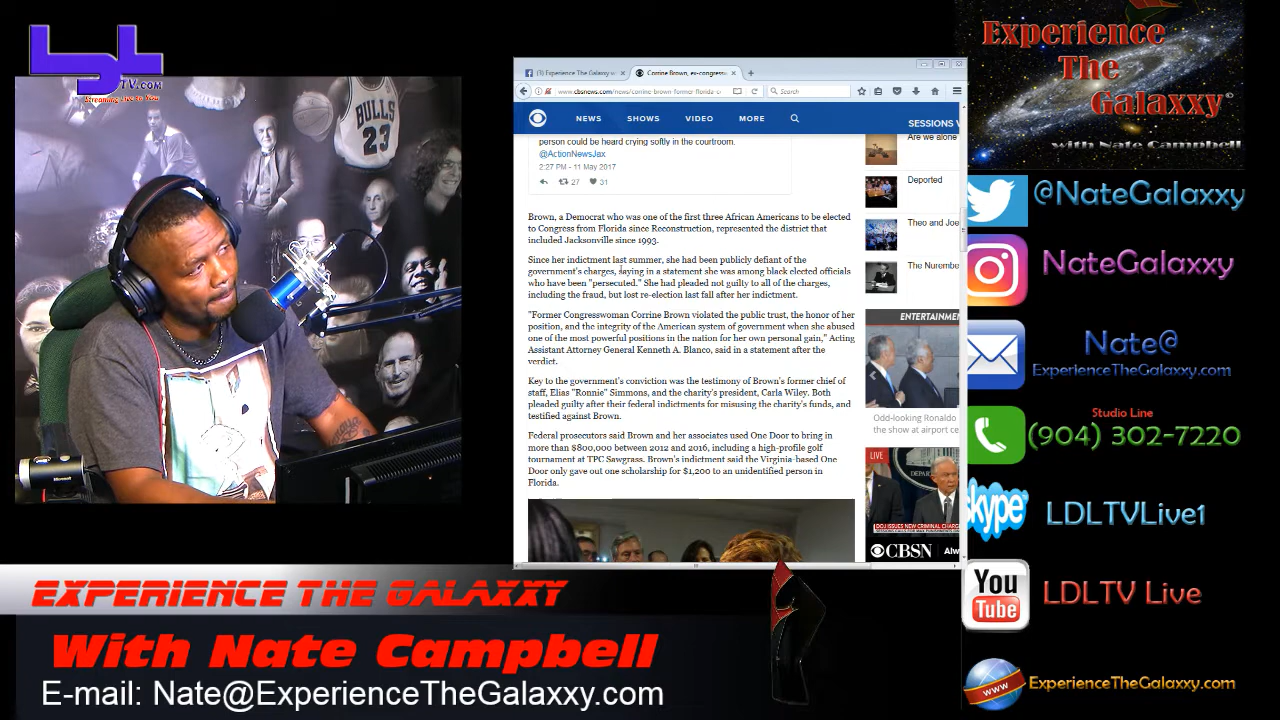 TV.com
Streaming Live to You
BULLS
23
(3) Experience The Galaxxy w
Corrine Brown, ex-congress
www.cbsnews.com/news/corrine-brown-former-florida-c
Search
NEWS
SHOWS
VIDEO
MORE
person could be heard crying softly in the courtroom.
@ActionNewsJax
2:27 PM - 11 May 2017
27
31
Brown, a Democrat who was one of the first three African Americans to be elected
to Congress from Florida since Reconstruction, represented the district that
included Jacksonville since 1993.
Since her indictment last summer, she had been publicly defiant of the
government's charges, saying in a statement she was among black elected officials
who have been "persecuted." She had pleaded not guilty to all of the charges,
including the fraud, but lost re-election last fall after her indictment.
"Former Congresswoman Corrine Brown violated the public trust, the honor of her
position, and the integrity of the American system of government when she abused
one of the most powerful positions in the nation for her own personal gain," Acting
Assistant Attorney General Kenneth A. Blanco, said in a statement after the
verdict.
Key to the government's conviction was the testimony of Brown's former chief of
staff, Elias "Ronnie" Simmons, and the charity's president, Carla Wiley. Both
pleaded guilty after their federal indictments for misusing the charity's funds, and
testified against Brown.
Federal prosecutors said Brown and her associates used One Door to bring in
more than $800,000 between 2012 and 2016, including a high-profile golf
tournament at TPC Sawgrass. Brown's indictment said the Virginia-based One
Door only gave out one scholarship for $1,200 to an unidentified person in
Florida.
SESSIONS V
Are we alone
Deported
Theo and Joe
The Nurember
ENTERTAINMEN
Odd-looking Ronaldo
the show at airport ce
LIVE
DOJ ISSUES NEW CRIMINAL CHARG
CBSN
Alw
Experience
The
Galaxxy
with Nate Campbell
@NateGalaxxy
NateGalaxxy
Nate@
ExperienceTheGalaxxy.com
Studio Line
(904) 302-7220
skype
LDLTVLive1
You
Tube
LDLTV Live
www
ExperienceTheGalaxxy.com
EXPERIENCE THE GALAXXY
With Nate Campbell
E-mail: Nate@ExperienceTheGalaxxy.com